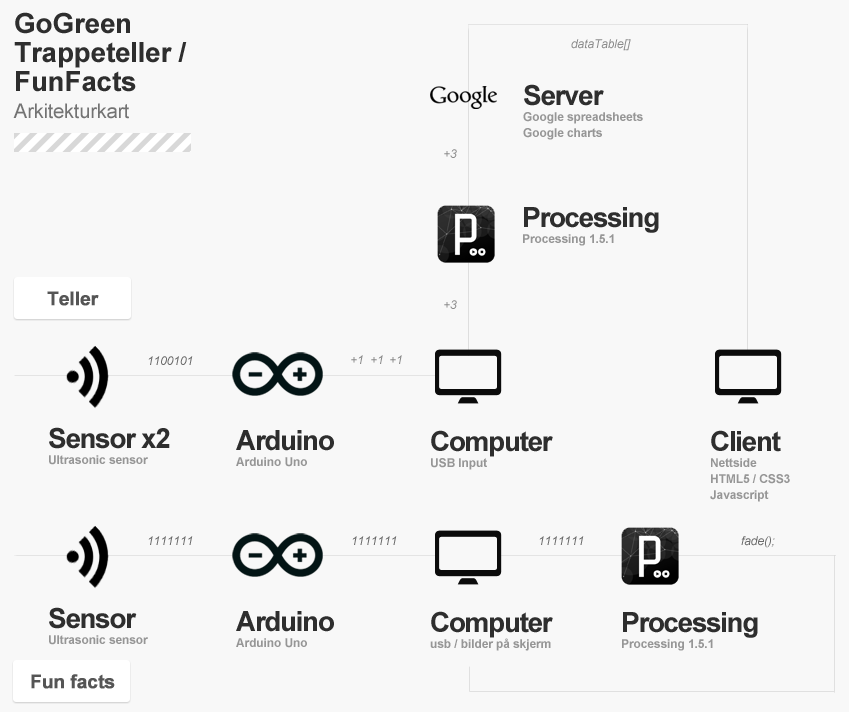 GoGreen
Trappeteller /
FunFacts
Arkitekturkart
dataTable[]
Google
Server
Google spreadsheets
Google charts
+3
Processing
Processing 1.5.1
+3
Teller
1100101
+1 +1 +1
Sensor x2
Ultrasonic sensor
Arduino
Arduino Uno
Computer
USB Input
Client
Nettside
HTML5 / CSS3
Javascript
1111111
1111111
1111111
fade();
Sensor
Ultrasonic sensor
Arduino
Arduino Uno
Computer
usb / bilder på skjerm
Processing
Processing 1.5.1
Fun facts